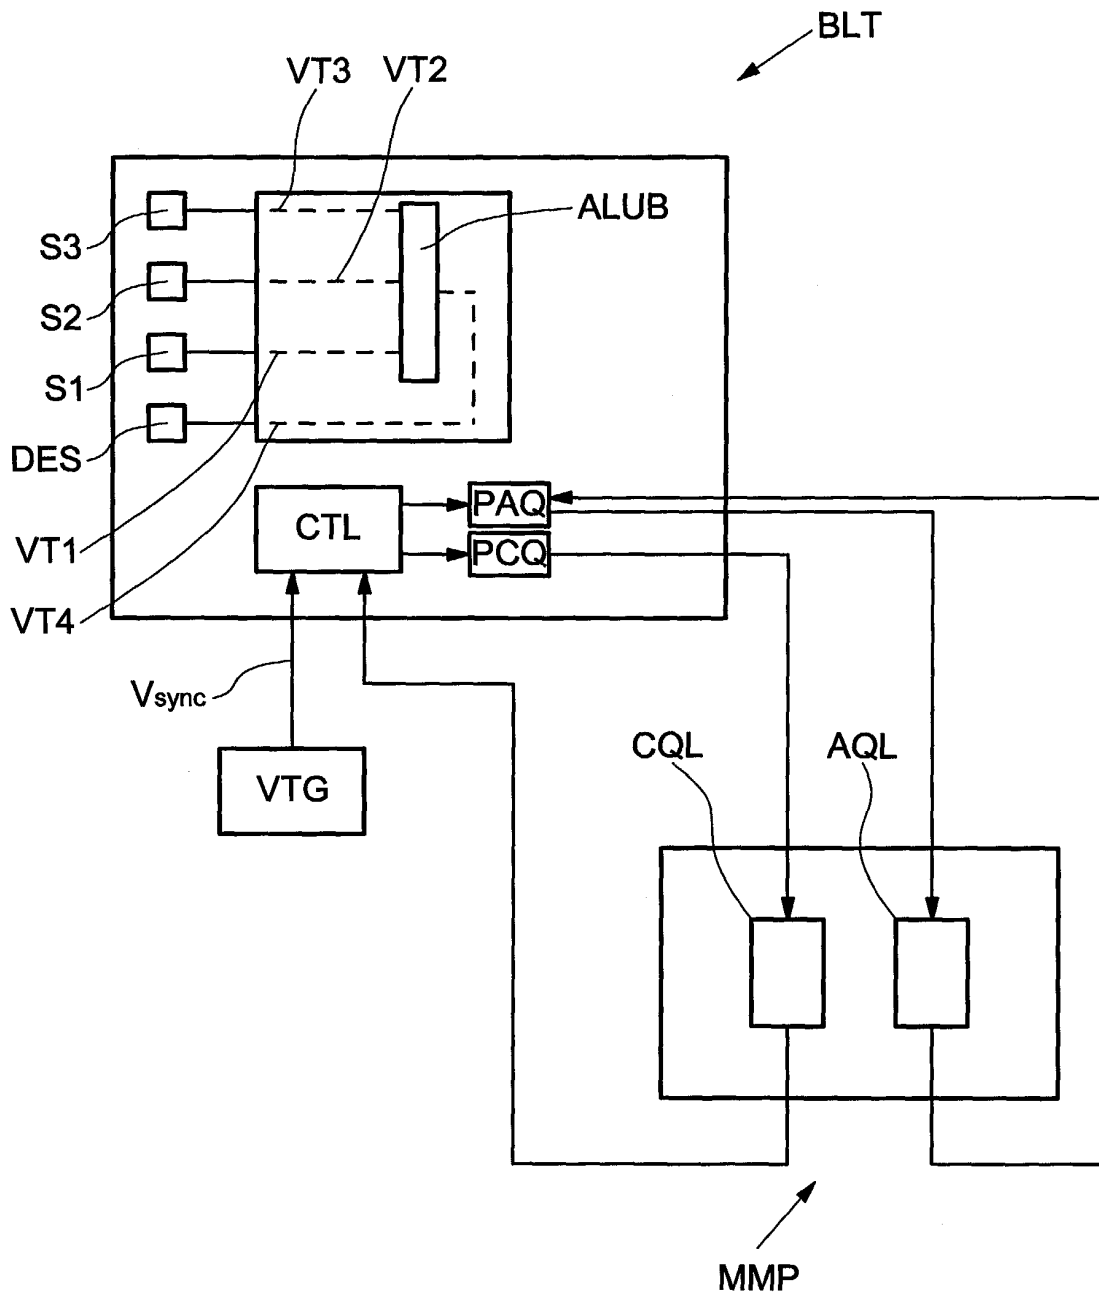 BLT
VT3
VT2
ALUB
S3
S2
S1
DES
PAQ
CTL
PCQ
VT1
VT4
Vsync
VTG
CQL
AQL
MMP